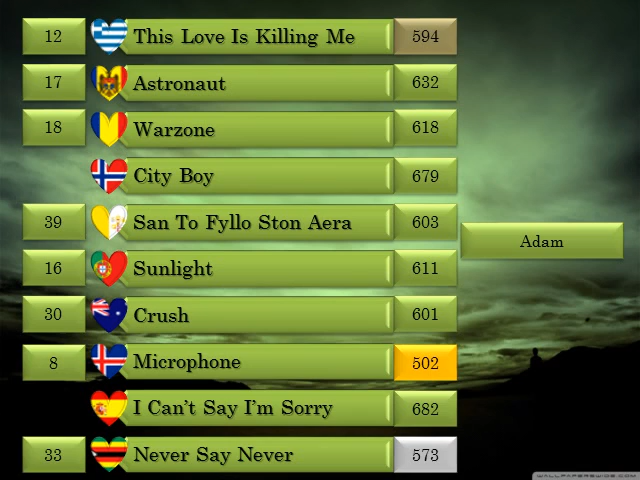 12 This Love Is Killing Me 594
17 Astronaut 632
18 Warzone 618
City Boy 679
39 San To Fyllo Ston Aera 603
Adam
16 Sunlight 611
30 Crush 601
8 Microphone 502
I Can't Say I'm Sorry 682
33 Never Say Never 573
WALLPAPERSWIDE.COM